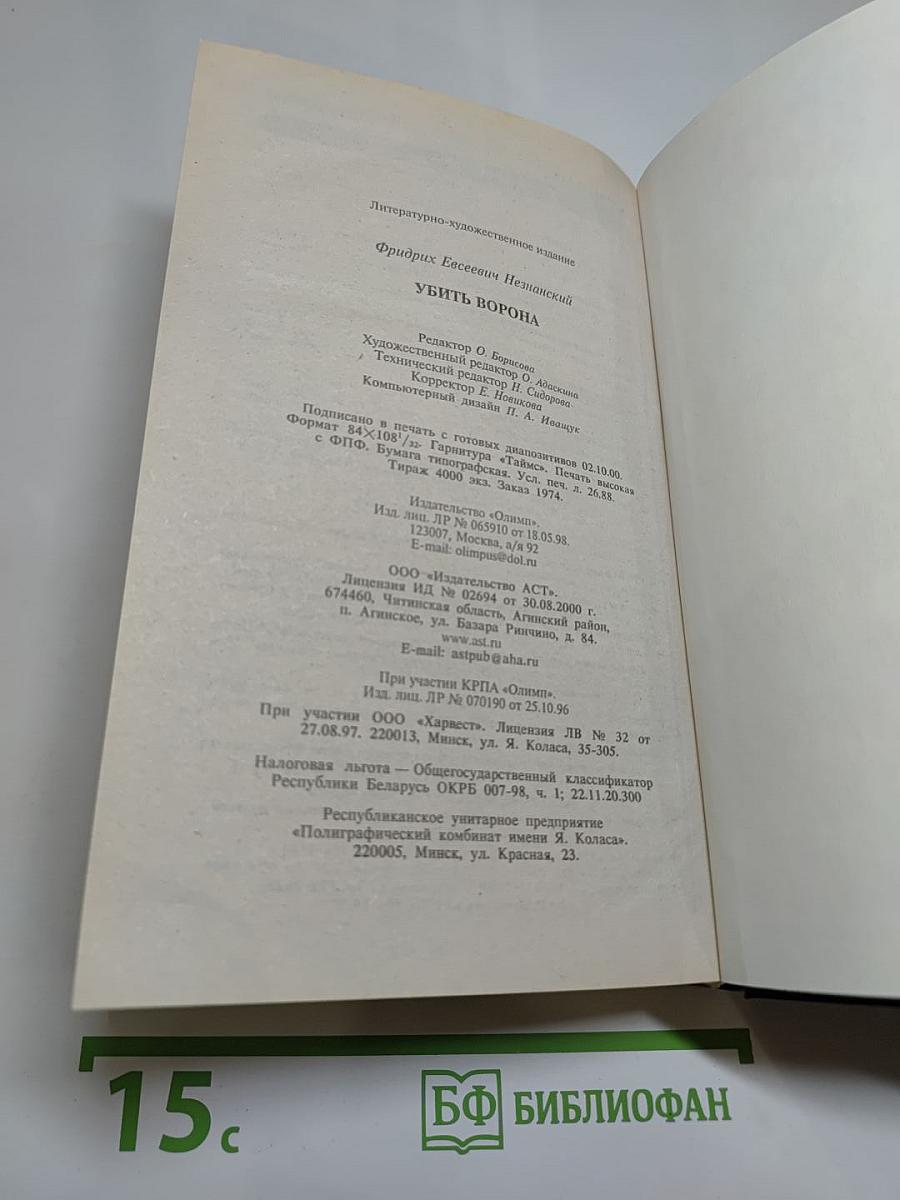 Литературно-художественное издание
Фридрих Евсеевич Незнанский
УБИТЬ ВОРОНА
Редактор О. Борисова
Художественный редактор О. Адаскина
Технический редактор Н. Сидорова
Корректор Е. Новикова
Компьютерный дизайн П. А. Иващук
Подписано в печать с готовых диапозитивов 02.10.00.
Формат 84×108¹/₃₂. Гарнитура «Таймс». Печать высокая
с ФПФ. Бумага типографская. Усл. печ. л. 26,88.
Тираж 4000 экз. Заказ 1974.
Издательство «Олимп».
Изд. лиц. ЛР № 065910 от 18.05.98.
123007, Москва, а/я 92
E-mail: olimpus@dol.ru
ООО «Издательство АСТ».
Лицензия ИД № 02694 от 30.08.2000 г.
674460, Читинская область, Агинский район,
п. Агинское, ул. Базара Ринчино, д. 84.
www.ast.ru
E-mail: astpub@aha.ru
При участии КРПА «Олимп».
Изд. лиц. ЛР № 070190 от 25.10.96
При участии ООО «Харвест». Лицензия ЛВ № 32 от
27.08.97. 220013, Минск, ул. Я. Коласа, 35-305.
Налоговая льгота — Общегосударственный классификатор
Республики Беларусь ОКРБ 007-98, ч. 1; 22.11.20.300
Республиканское унитарное предприятие
«Полиграфический комбинат имени Я. Коласа».
220005, Минск, ул. Красная, 23.
15 с
БФ БИБЛИОФАН